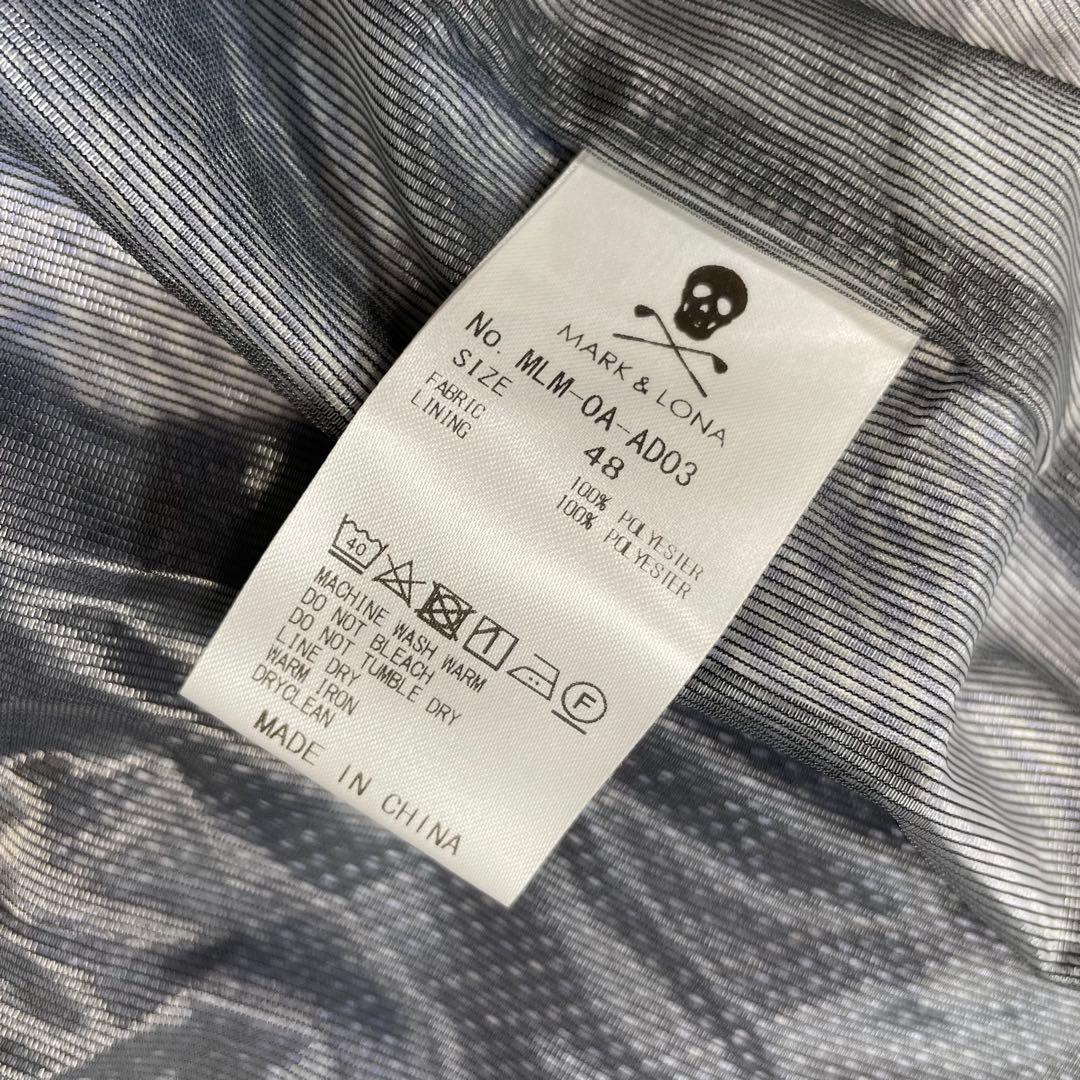 MARK & LONA
No. MLM-0A-AD03
SIZE 48
FABRIC 100% POLYESTER
LINING 100% POLYESTER
40
F
MACHINE WASH WARM
DO NOT BLEACH
DO NOT TUMBLE DRY
LINE DRY
WARM IRON
DRYCLEAN
MADE IN CHINA